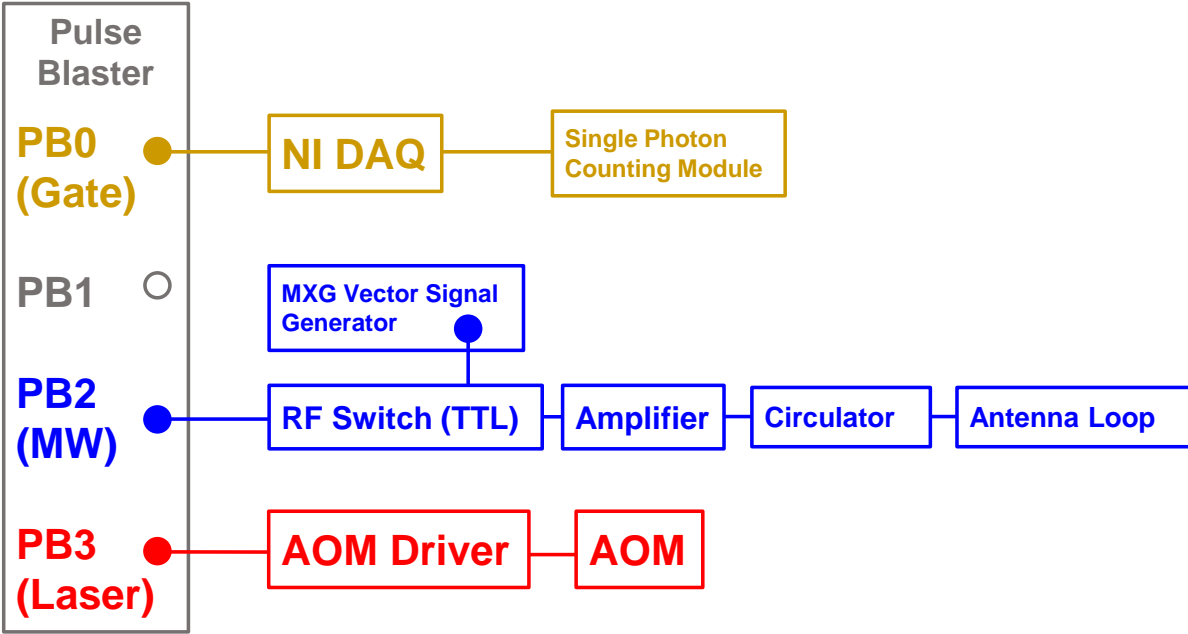 Pulse
Blaster
PB0
(Gate)
NI DAQ
Single Photon
Counting Module
PB1
MXG Vector Signal
Generator
PB2
(MW)
RF Switch (TTL)
Amplifier
Circulator
Antenna Loop
PB3
(Laser)
AOM Driver
AOM